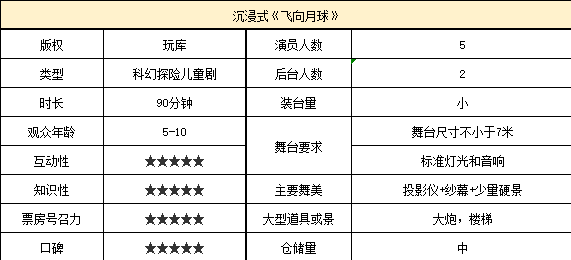 沉浸式《飞向月球》
版权 玩库 演员人数 5
类型 科幻探险儿童剧 后台人数 2
时长 90分钟 装台量 小
观众年龄 5-10 舞台要求 舞台尺寸不小于7米
互动性 ★★★★★ 标准灯光和音响
知识性 ★★★★★ 主要舞美 投影仪+纱幕+少量硬景
票房号召力 ★★★★★ 大型道具或景 大炮，楼梯
口碑 ★★★★★ 仓储量 中